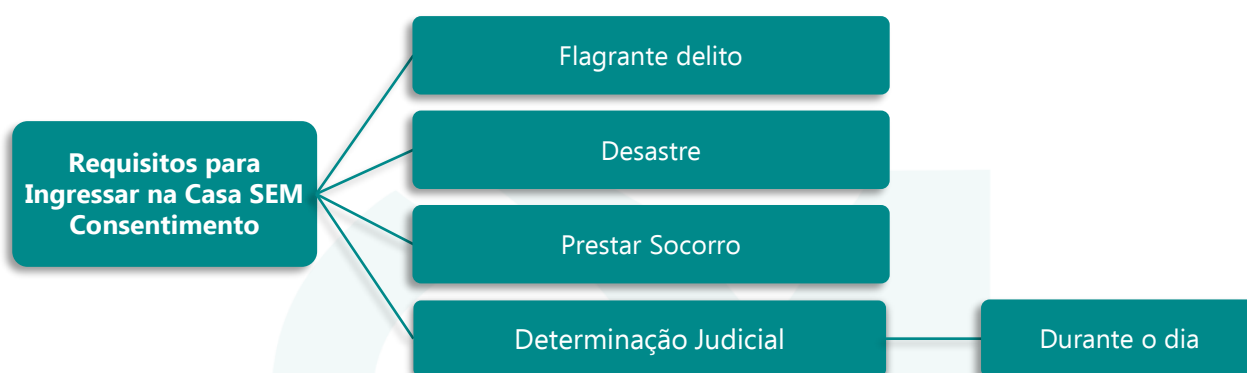 Flagrante delito
Desastre
Requisitos para
Ingressar na Casa SEM
Consentimento
Prestar Socorro
Determinação Judicial
Durante o dia